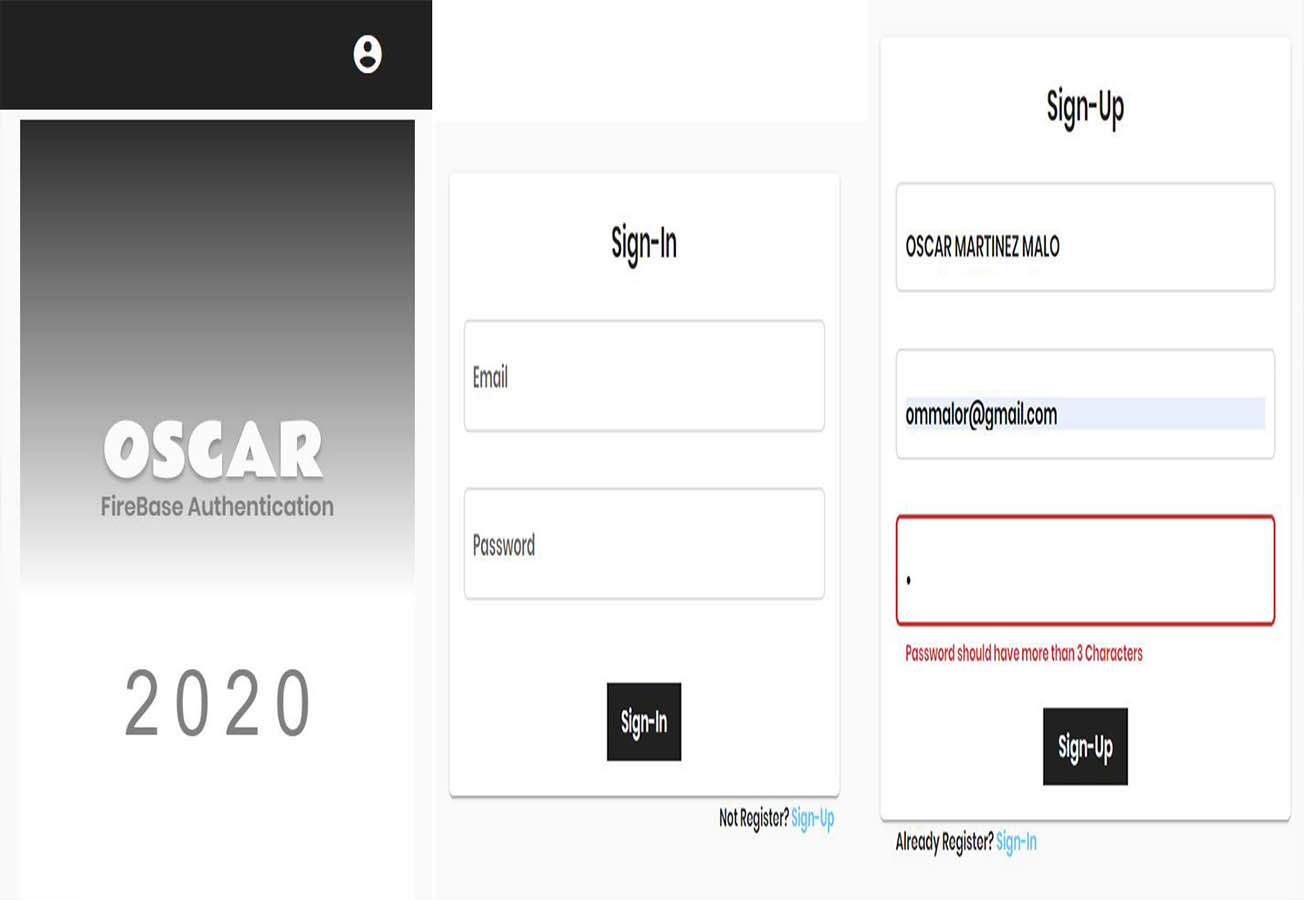 OSCAR
FireBase Authentication
2020
Sign-In
Email
Password
Sign-In
Not Register? Sign-Up
Sign-Up
OSCAR MARTINEZ MALO
ommalor@gmail.com
Password should have more than 3 Characters
Sign-Up
Already Register? Sign-In